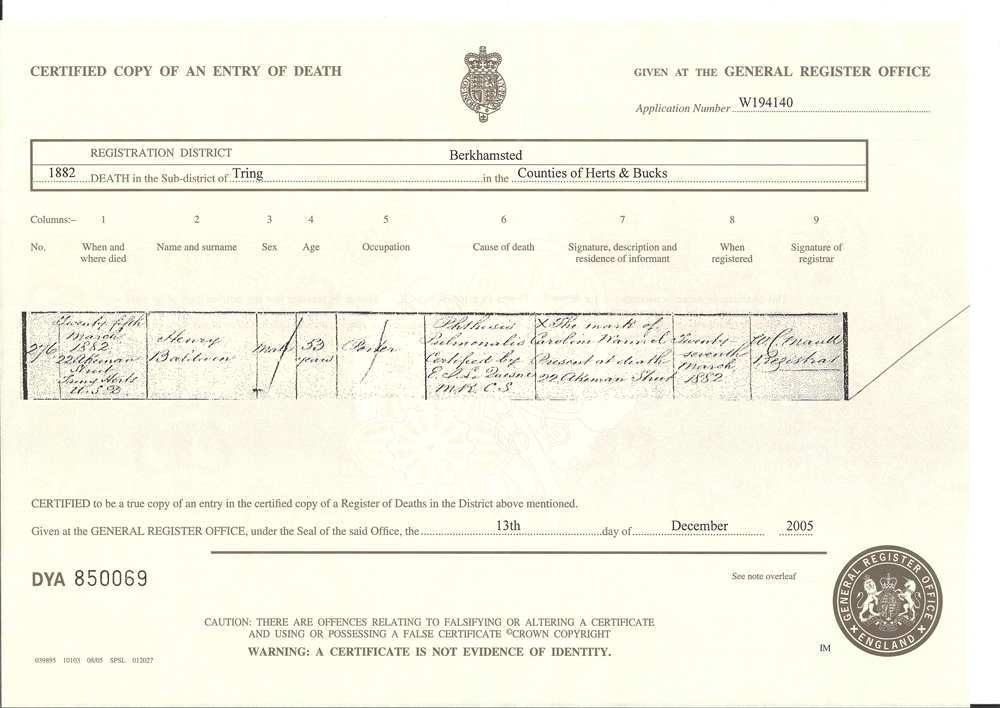 CERTIFIED COPY OF AN ENTRY OF DEATH
GIVEN AT THE GENERAL REGISTER OFFICE
Application Number W194140
REGISTRATION DISTRICT Berkhamsted
1882 DEATH in the Sub-district of Tring in the Counties of Herts & Bucks
Columns:– 1 2 3 4 5 6 7 8 9
No. When and where died Name and surname Sex Age Occupation Cause of death Signature, description and residence of informant When registered Signature of registrar
276
Twenty fifth
March
1882
22 Akeman
Street
Tring Herts
U.S.D.
Henry
Baldwin
Male
53
years
Porter
Phthisis
Pulmonalis
Certified by
M.R.C.S.
X The mark of
Caroline
Present at death
22 Akeman Street
Twenty
seventh
March
1882
Registrar
CERTIFIED to be a true copy of an entry in the certified copy of a Register of Deaths in the District above mentioned.
Given at the GENERAL REGISTER OFFICE, under the Seal of the said Office, the 13th day of December 2005
DYA 850069
See note overleaf
CAUTION: THERE ARE OFFENCES RELATING TO FALSIFYING OR ALTERING A CERTIFICATE
AND USING OR POSSESSING A FALSE CERTIFICATE ©CROWN COPYRIGHT
WARNING: A CERTIFICATE IS NOT EVIDENCE OF IDENTITY.
GENERAL REGISTER OFFICE
ENGLAND
IM
039895 10103 08/05 SPSL 012027